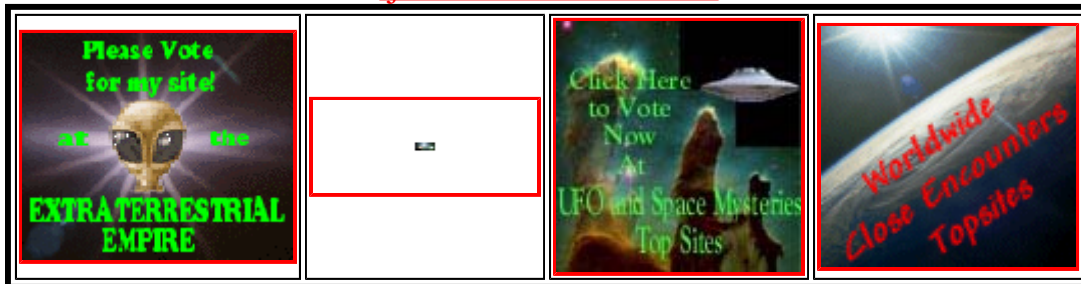 Please Vote
for my site!
at the
EXTRATERRESTRIAL
EMPIRE
Click Here
to Vote
Now
At
UFO and Space Mysteries
Top Sites
Worldwide
Close Encounters
Topsites